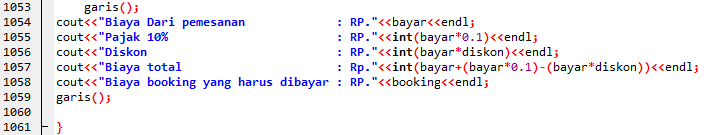 1053 garis();
1054 cout<<"Biaya Dari pemesanan : RP."<<bayar<<endl;
1055 cout<<"Pajak 10% : RP."<<int(bayar*0.1)<<endl;
1056 cout<<"Diskon : RP."<<int(bayar*diskon)<<endl;
1057 cout<<"Biaya total : Rp."<<int(bayar+(bayar*0.1)-(bayar*diskon))<<endl;
1058 cout<<"Biaya booking yang harus dibayar : RP."<<booking<<endl;
1059 garis();
1060
1061 }